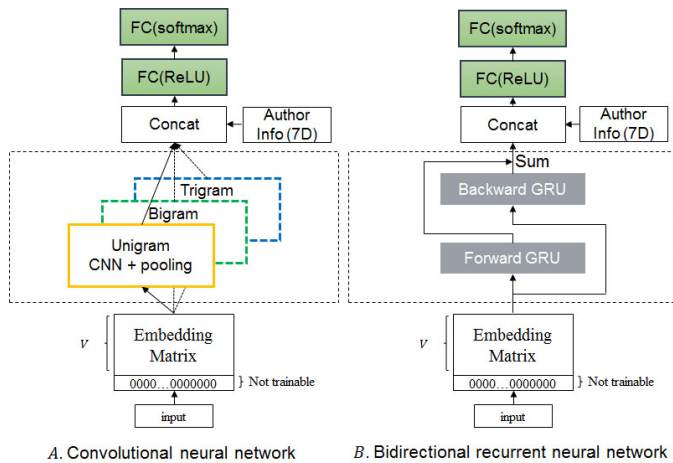 FC(softmax)
FC(ReLU)
Concat
Author
Info (7D)
Trigram
Bigram
Unigram
CNN + pooling
V
Embedding
Matrix
0000...0000000
} Not trainable
input
A. Convolutional neural network
FC(softmax)
FC(ReLU)
Concat
Author
Info (7D)
Sum
Backward GRU
Forward GRU
V
Embedding
Matrix
0000...0000000
} Not trainable
input
B. Bidirectional recurrent neural network